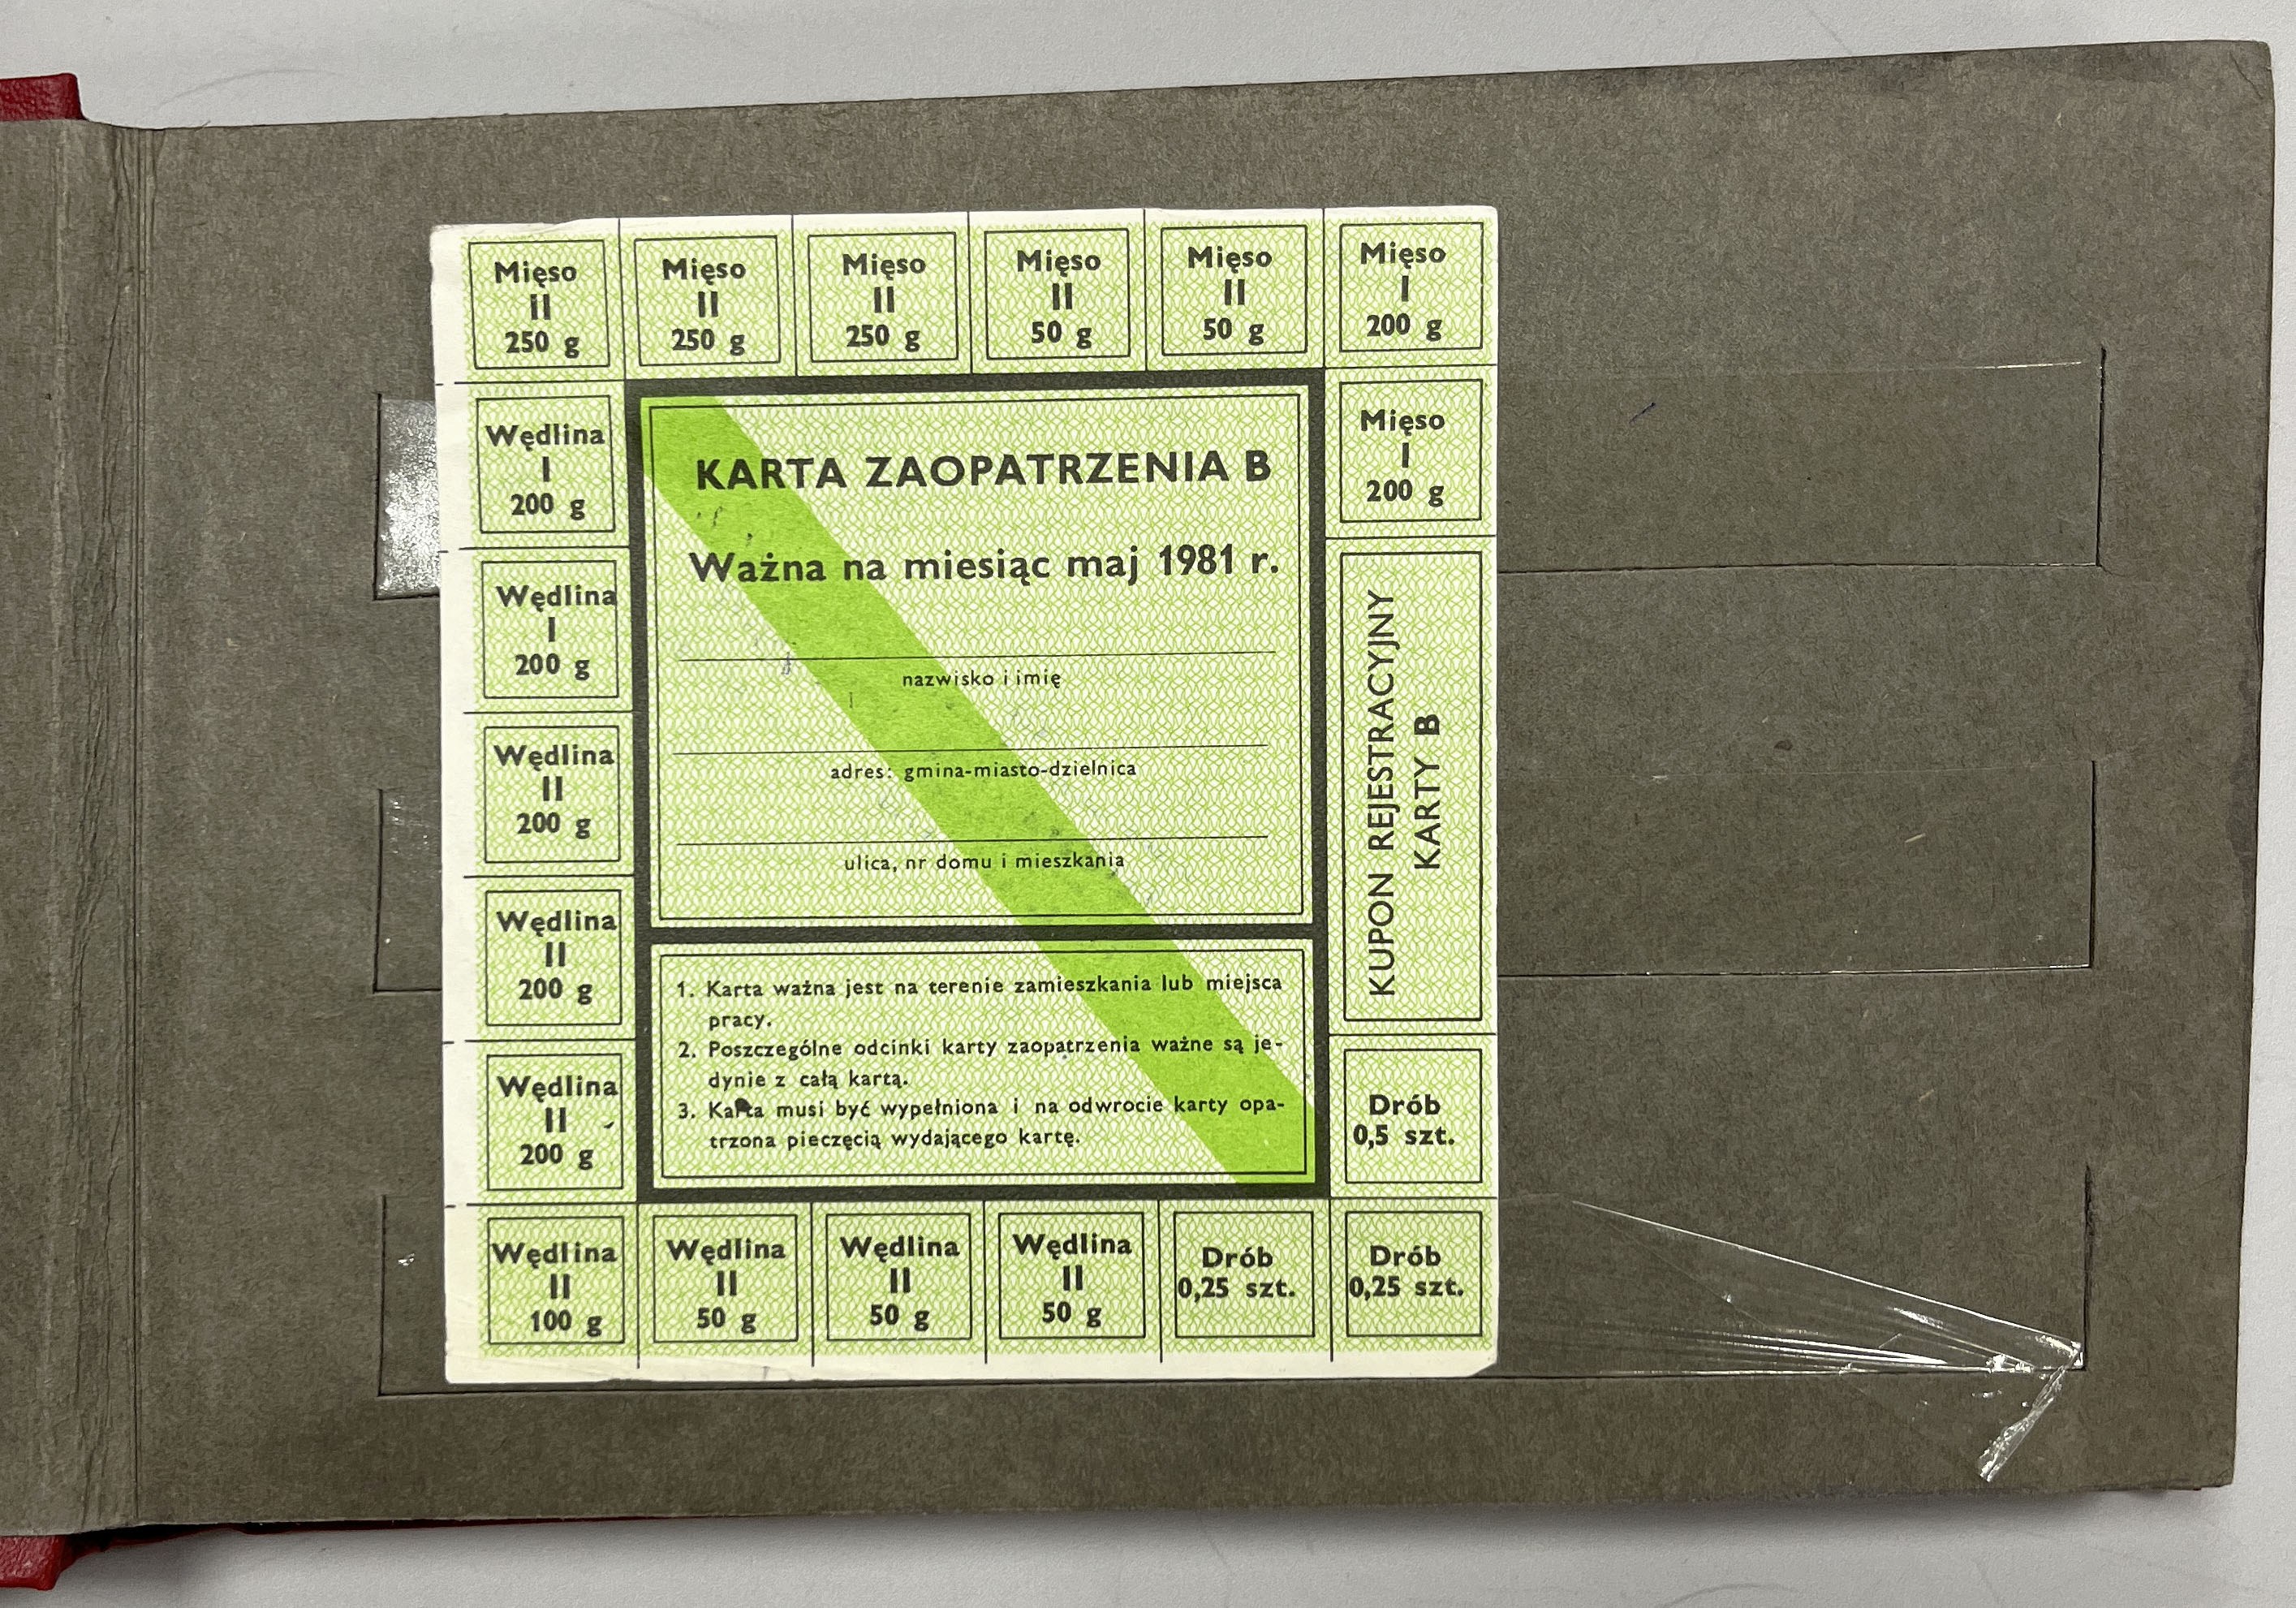 Mięso
II
250 g
Mięso
II
250 g
Mięso
II
250 g
Mięso
II
50 g
Mięso
II
50 g
Mięso
I
200 g
Wędlina
I
200 g
Wędlina
I
200 g
Wędlina
II
200 g
Wędlina
II
200 g
Wędlina
II
200 g
KARTA ZAOPATRZENIA B
Ważna na miesiąc maj 1981 r.
nazwisko i imię
adres: gmina-miasto-dzielnica
ulica, nr domu i mieszkania
1. Karta ważna jest na terenie zamieszkania lub miejsca
pracy.
2. Poszczególne odcinki karty zaopatrzenia ważne są je-
dynie z całą kartą.
3. Karta musi być wypełniona i na odwrocie karty opa-
trzona pieczęcią wydającego kartę.
Mięso
I
200 g
KUPON REJESTRACYJNY
KARTY B
Drób
0,5 szt.
Wędlina
II
100 g
Wędlina
II
50 g
Wędlina
II
50 g
Wędlina
II
50 g
Drób
0,25 szt.
Drób
0,25 szt.